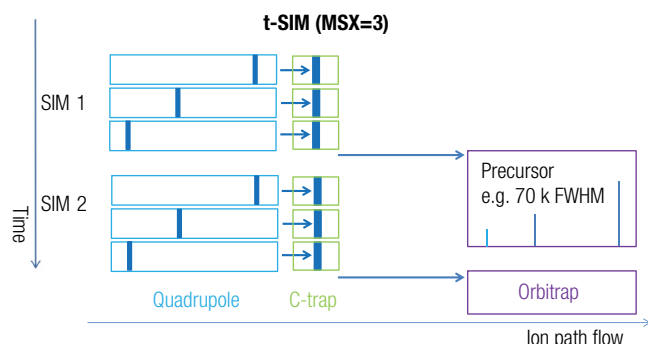 t-SIM (MSX=3)
SIM 1
Precursor
e.g. 70 k FWHM
SIM 2
Time
Quadrupole
C-trap
Orbitrap
Ion path flow